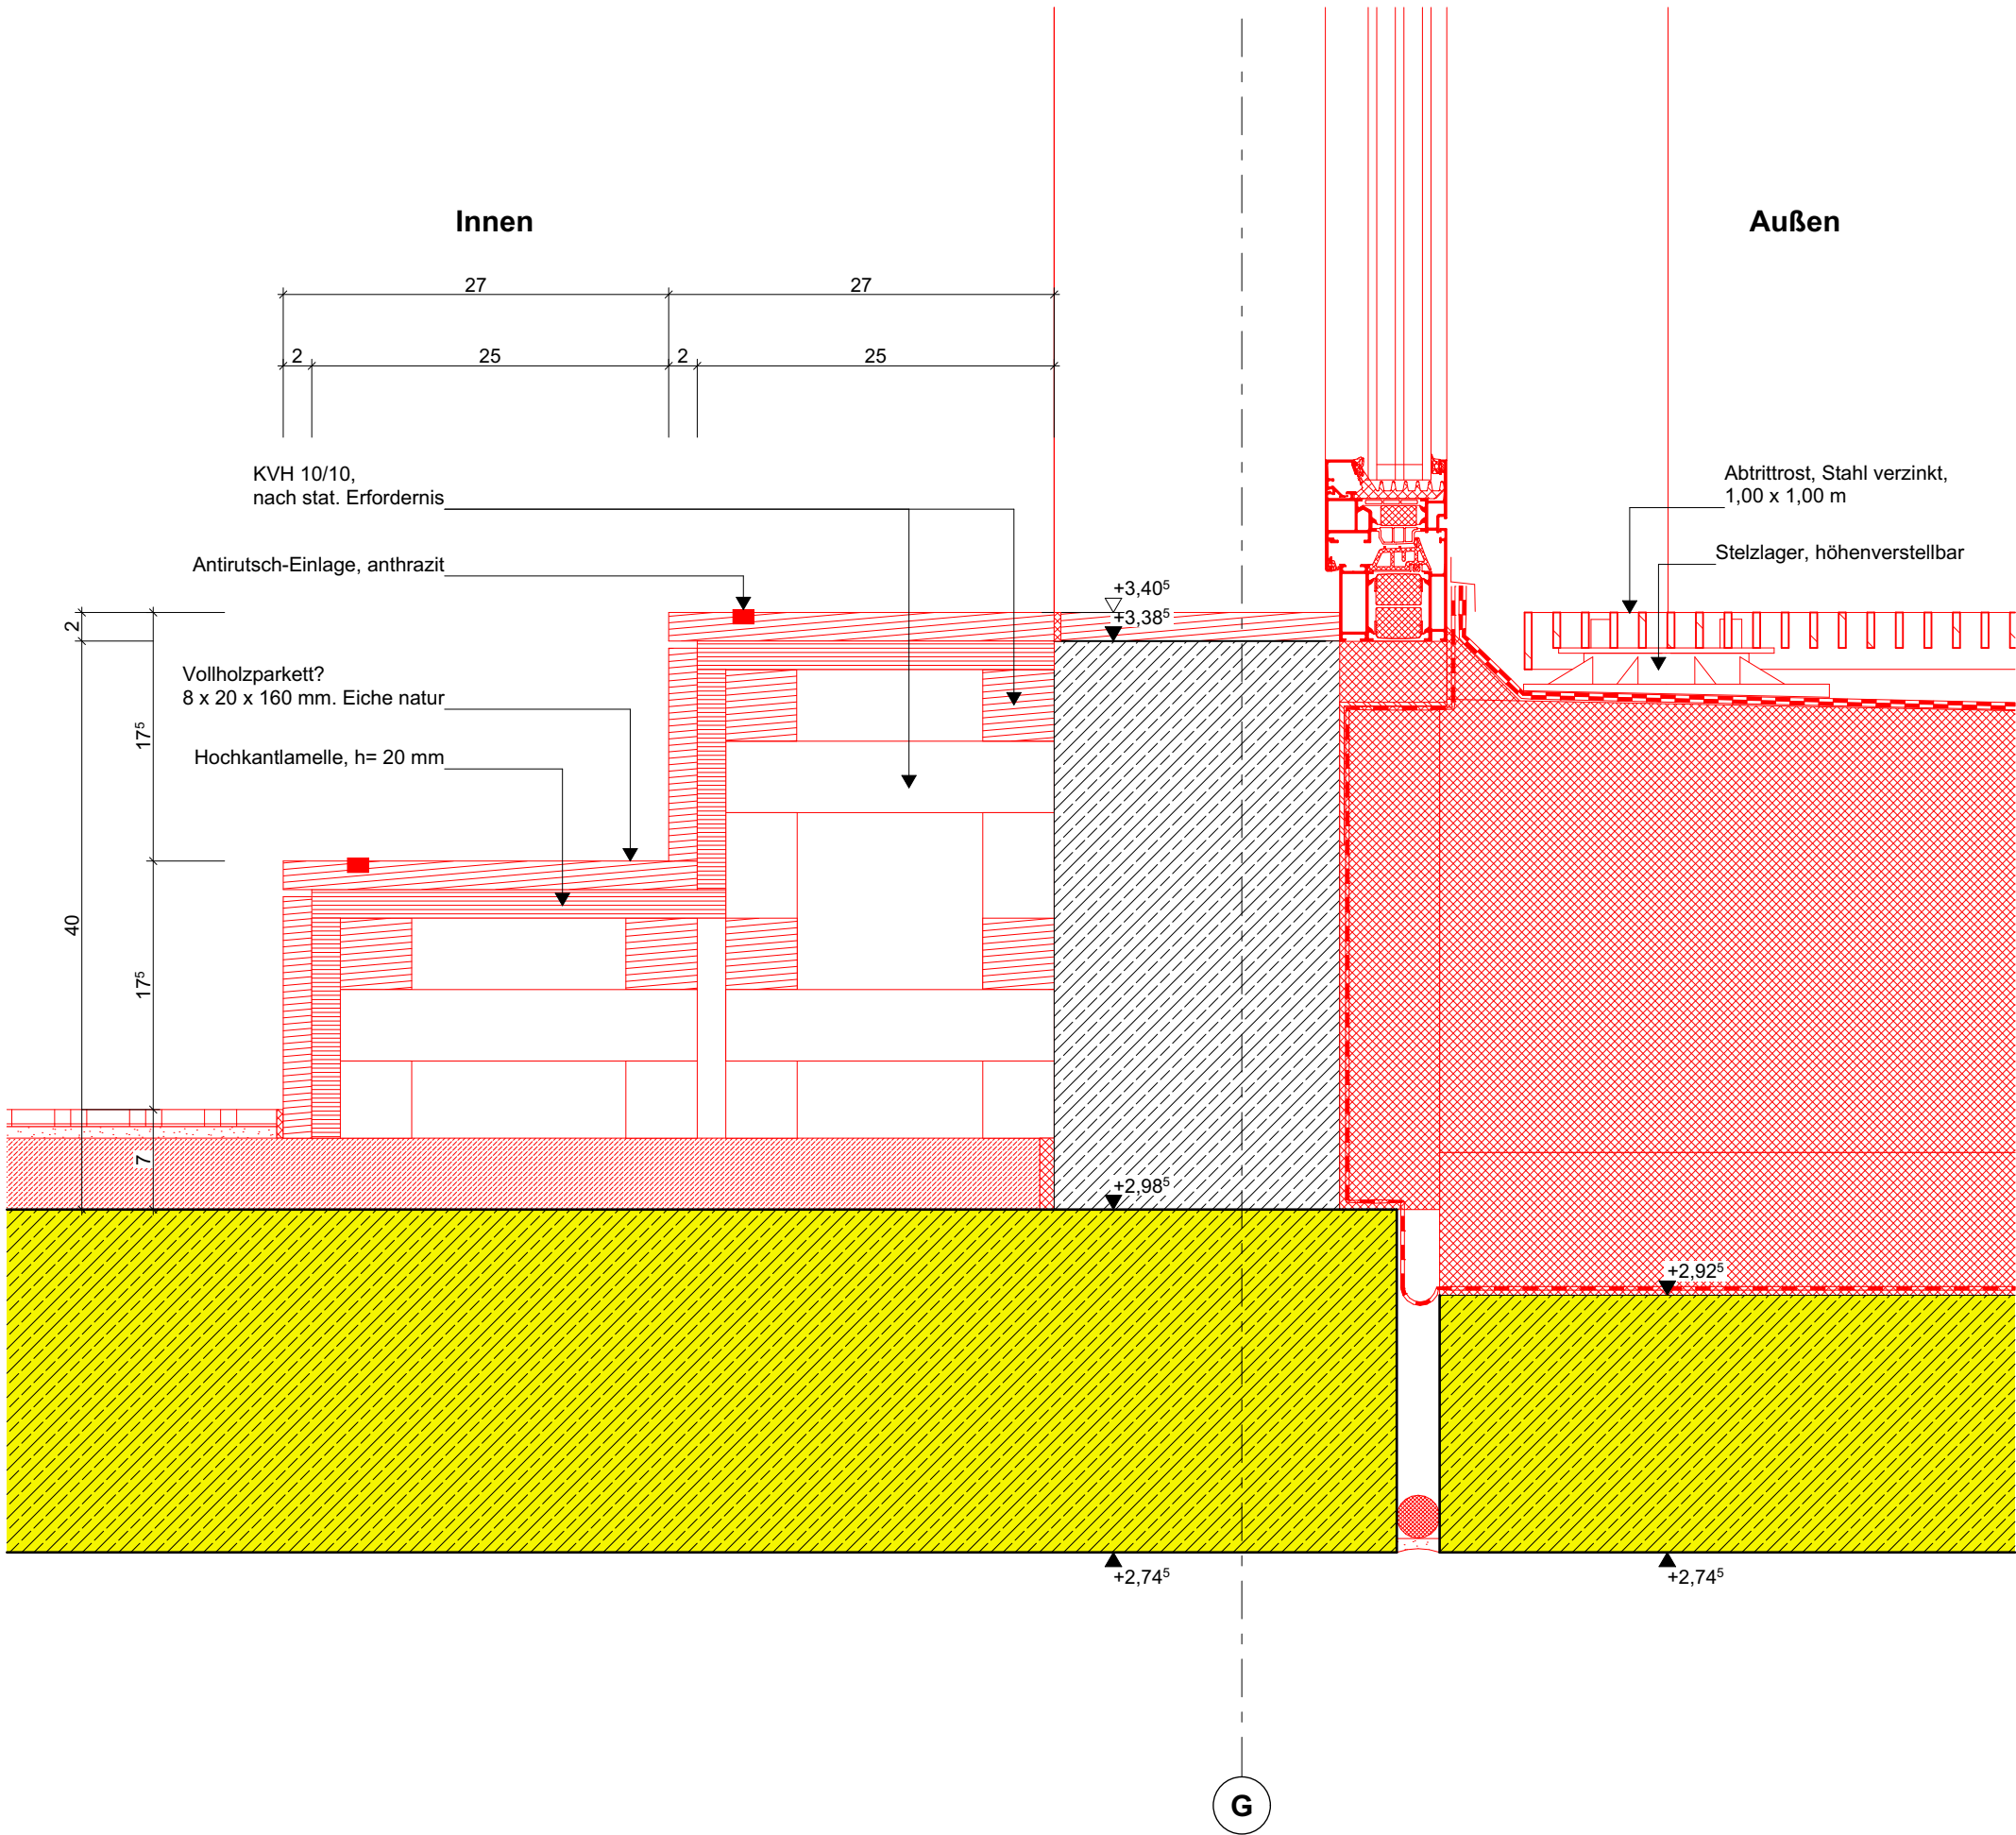 Innen
Außen
27
27
2
25
2
25
KVH 10/10,
nach stat. Erfordernis
Abtrittrost, Stahl verzinkt,
1,00 x 1,00 m
Stelzlager, höhenverstellbar
Antirutsch-Einlage, anthrazit
+3,40⁵
+3,38⁵
2
Vollholzparkett?
8 x 20 x 160 mm. Eiche natur
17⁵
Hochkantlamelle, h= 20 mm
40
17⁵
7
+2,98⁵
+2,92⁵
+2,74⁵
+2,74⁵
G